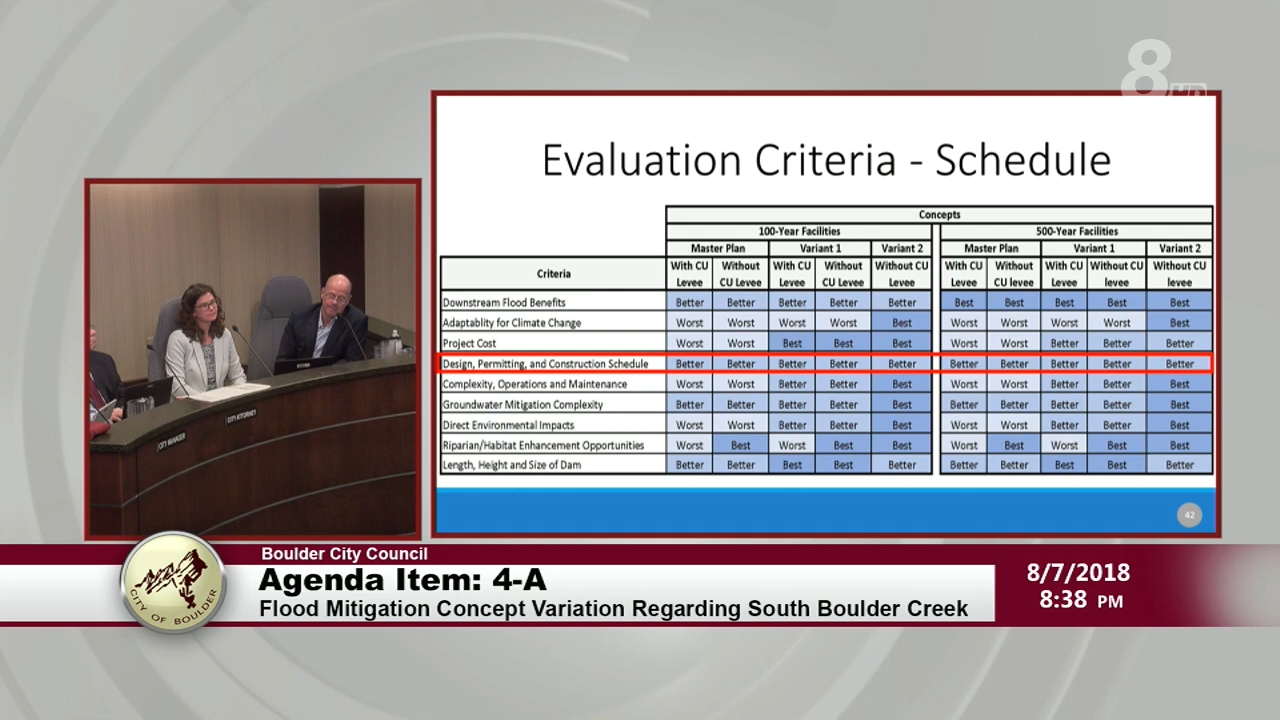 8
HD
Evaluation Criteria - Schedule
Concepts
100-Year Facilities 500-Year Facilities
Master Plan Variant 1 Variant 2 Master Plan Variant 1 Variant 2
Criteria With CU Levee Without CU Levee With CU Levee Without CU Levee Without CU Levee With CU Levee Without CU levee With CU Levee Without CU levee Without CU levee
Downstream Flood Benefits Better Better Better Better Better Best Best Best Best Best
Adaptablity for Climate Change Worst Worst Worst Worst Best Worst Worst Worst Worst Best
Project Cost Worst Worst Best Best Best Worst Worst Better Better Better
Design, Permitting, and Construction Schedule Better Better Better Better Better Better Better Better Better Better
Complexity, Operations and Maintenance Worst Worst Better Better Best Worst Worst Better Better Best
Groundwater Mitigation Complexity Better Better Better Better Best Better Better Better Better Best
Direct Environmental Impacts Worst Worst Better Better Best Worst Worst Better Better Best
Riparian/Habitat Enhancement Opportunities Worst Best Worst Best Best Worst Best Worst Best Best
Length, Height and Size of Dam Better Better Best Best Better Better Better Best Best Better
42
CITY MANAGER
CITY ATTORNEY
Boulder City Council
Agenda Item: 4-A
Flood Mitigation Concept Variation Regarding South Boulder Creek
8/7/2018
8:38 PM
CITY OF BOULDER